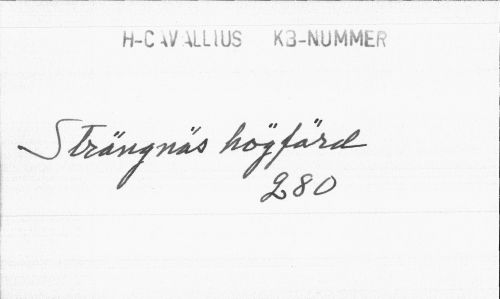 H-CAVALLIUS KB-NUMMER
Strängnäs högfärd
280